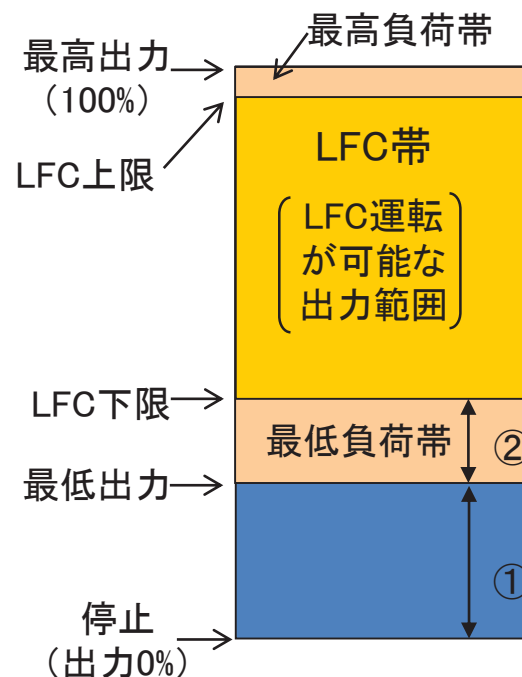 最高負荷帯
最高出力
(100%)
LFC帯
LFC上限
LFC運転
が可能な
出力範囲
LFC下限
最低負荷帯
②
最低出力
①
停止
(出力0%)